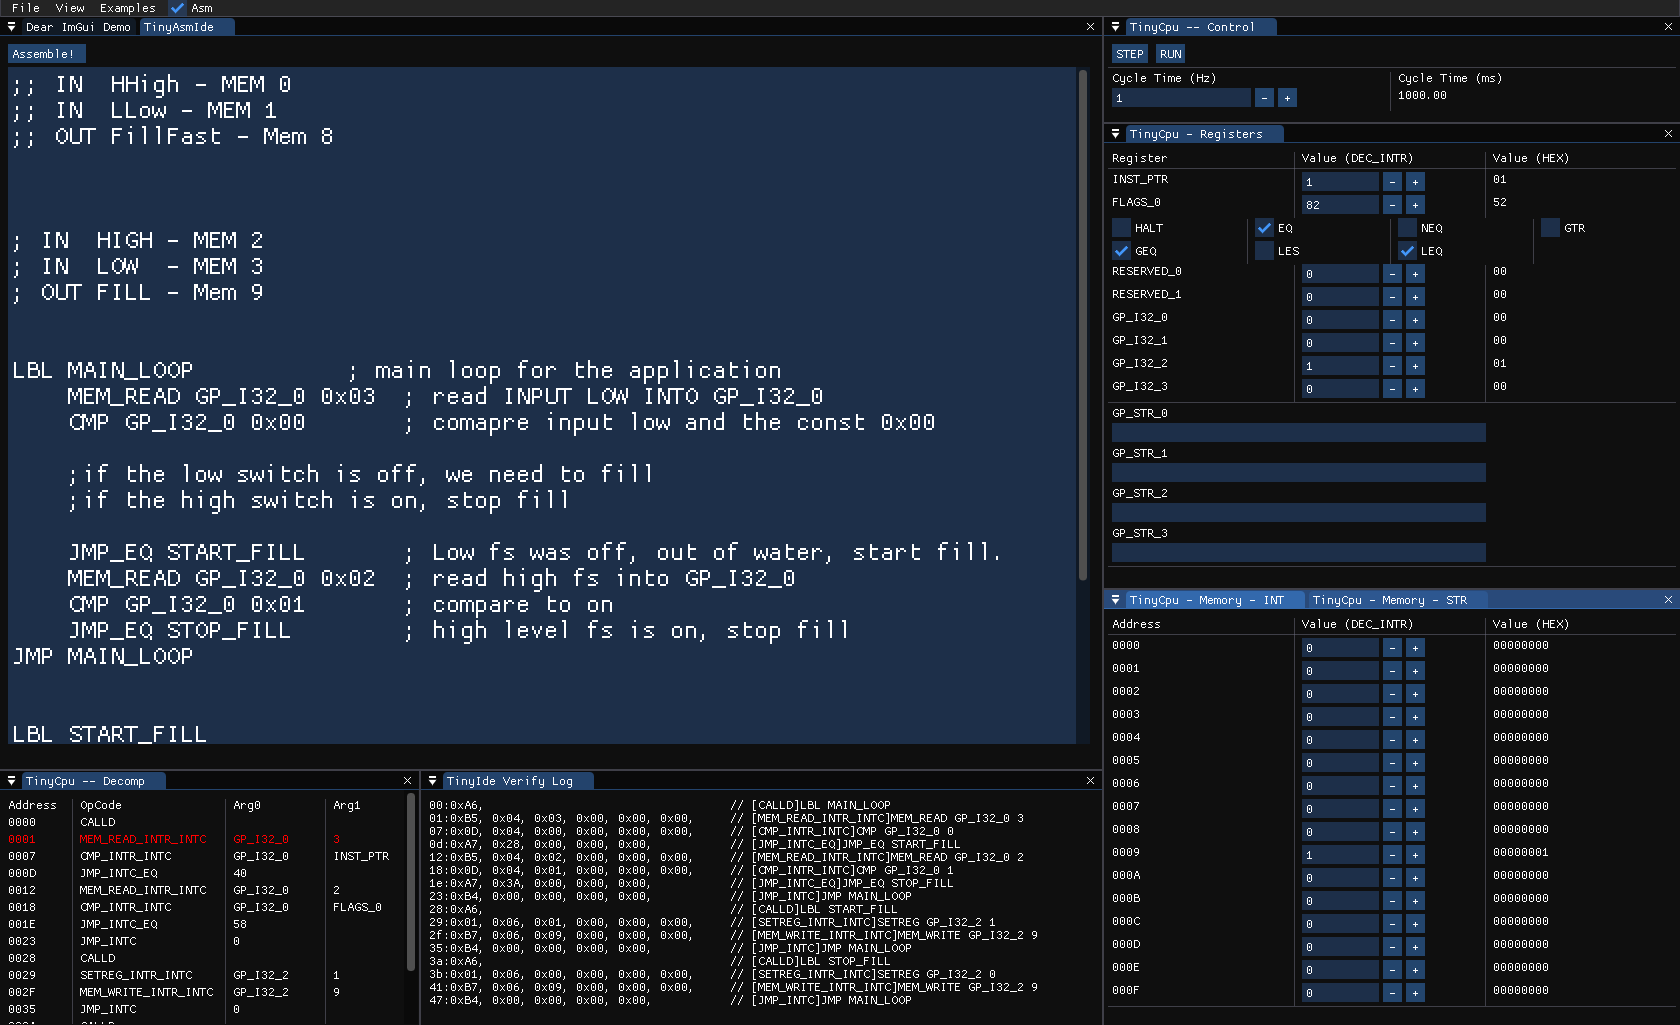 File View Examples Asm
Dear ImGui Demo TinyAsmIde
Assemble!
;; IN HHigh - MEM 0
;; IN LLow - MEM 1
;; OUT FillFast - Mem 8
; IN HIGH - MEM 2
; IN LOW - MEM 3
; OUT FILL - Mem 9
LBL MAIN_LOOP ; main loop for the application
MEM_READ GP_I32_0 0x03 ; read INPUT LOW INTO GP_I32_0
CMP GP_I32_0 0x00 ; comapre input low and the const 0x00
;if the low switch is off, we need to fill
;if the high switch is on, stop fill
JMP_EQ START_FILL ; Low fs was off, out of water, start fill.
MEM_READ GP_I32_0 0x02 ; read high fs into GP_I32_0
CMP GP_I32_0 0x01 ; compare to on
JMP_EQ STOP_FILL ; high level fs is on, stop fill
JMP MAIN_LOOP
LBL START_FILL
TinyCpu -- Decomp
Address OpCode Arg0 Arg1
0000 CALLD
0001 MEM_READ_INTR_INTC GP_I32_0 3
0007 CMP_INTR_INTC GP_I32_0 INST_PTR
000D JMP_INTC_EQ 40
0012 MEM_READ_INTR_INTC GP_I32_0 2
0018 CMP_INTR_INTC GP_I32_0 FLAGS_0
001E JMP_INTC_EQ 58
0023 JMP_INTC 0
0028 CALLD
0029 SETREG_INTR_INTC GP_I32_2 1
002F MEM_WRITE_INTR_INTC GP_I32_2 9
0035 JMP_INTC 0
TinyIde Verify Log
00:0xA6, // [CALLD]LBL MAIN_LOOP
01:0xB5, 0x04, 0x03, 0x00, 0x00, 0x00, // [MEM_READ_INTR_INTC]MEM_READ GP_I32_0 3
07:0x0D, 0x04, 0x00, 0x00, 0x00, 0x00, // [CMP_INTR_INTC]CMP GP_I32_0 0
0d:0xA7, 0x28, 0x00, 0x00, 0x00, // [JMP_INTC_EQ]JMP_EQ START_FILL
12:0xB5, 0x04, 0x02, 0x00, 0x00, 0x00, // [MEM_READ_INTR_INTC]MEM_READ GP_I32_0 2
18:0x0D, 0x04, 0x01, 0x00, 0x00, 0x00, // [CMP_INTR_INTC]CMP GP_I32_0 1
1e:0xA7, 0x3A, 0x00, 0x00, 0x00, // [JMP_INTC_EQ]JMP_EQ STOP_FILL
23:0xB4, 0x00, 0x00, 0x00, 0x00, // [JMP_INTC]JMP MAIN_LOOP
28:0xA6, // [CALLD]LBL START_FILL
29:0x01, 0x06, 0x01, 0x00, 0x00, 0x00, // [SETREG_INTR_INTC]SETREG GP_I32_2 1
2f:0xB7, 0x06, 0x09, 0x00, 0x00, 0x00, // [MEM_WRITE_INTR_INTC]MEM_WRITE GP_I32_2 9
35:0xB4, 0x00, 0x00, 0x00, 0x00, // [JMP_INTC]JMP MAIN_LOOP
3a:0xA6, // [CALLD]LBL STOP_FILL
3b:0x01, 0x06, 0x00, 0x00, 0x00, 0x00, // [SETREG_INTR_INTC]SETREG GP_I32_2 0
41:0xB7, 0x06, 0x09, 0x00, 0x00, 0x00, // [MEM_WRITE_INTR_INTC]MEM_WRITE GP_I32_2 9
47:0xB4, 0x00, 0x00, 0x00, 0x00, // [JMP_INTC]JMP MAIN_LOOP
TinyCpu -- Control
STEP RUN
Cycle Time (Hz) Cycle Time (ms)
1 - + 1000.00
TinyCpu - Registers
Register Value (DEC_INTR) Value (HEX)
INST_PTR 1 - + 01
FLAGS_0 82 - + 52
HALT EQ NEQ GTR
GEQ LES LEQ
RESERVED_0 0 - + 00
RESERVED_1 0 - + 00
GP_I32_0 0 - + 00
GP_I32_1 0 - + 00
GP_I32_2 1 - + 01
GP_I32_3 0 - + 00
GP_STR_0
GP_STR_1
GP_STR_2
GP_STR_3
TinyCpu - Memory - INT TinyCpu - Memory - STR
Address Value (DEC_INTR) Value (HEX)
0000 0 - + 00000000
0001 0 - + 00000000
0002 0 - + 00000000
0003 0 - + 00000000
0004 0 - + 00000000
0005 0 - + 00000000
0006 0 - + 00000000
0007 0 - + 00000000
0008 0 - + 00000000
0009 1 - + 00000001
000A 0 - + 00000000
000B 0 - + 00000000
000C 0 - + 00000000
000D 0 - + 00000000
000E 0 - + 00000000
000F 0 - + 00000000